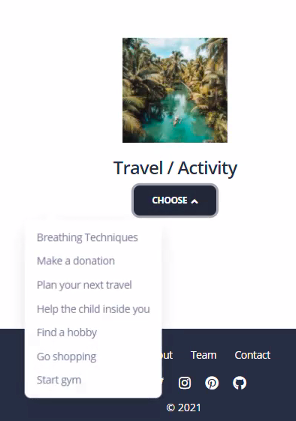 Travel / Activity
CHOOSE
Breathing Techniques
Make a donation
Plan your next travel
Help the child inside you
Find a hobby
Go shopping
Start gym
Team
Contact
© 2021